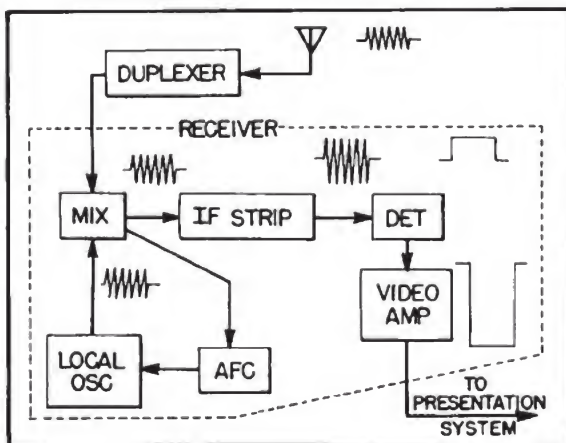 DUPLEXER
RECEIVER
MIX
IF STRIP
DET
VIDEO
AMP
LOCAL
OSC
AFC
TO
PRESENTATION
SYSTEM